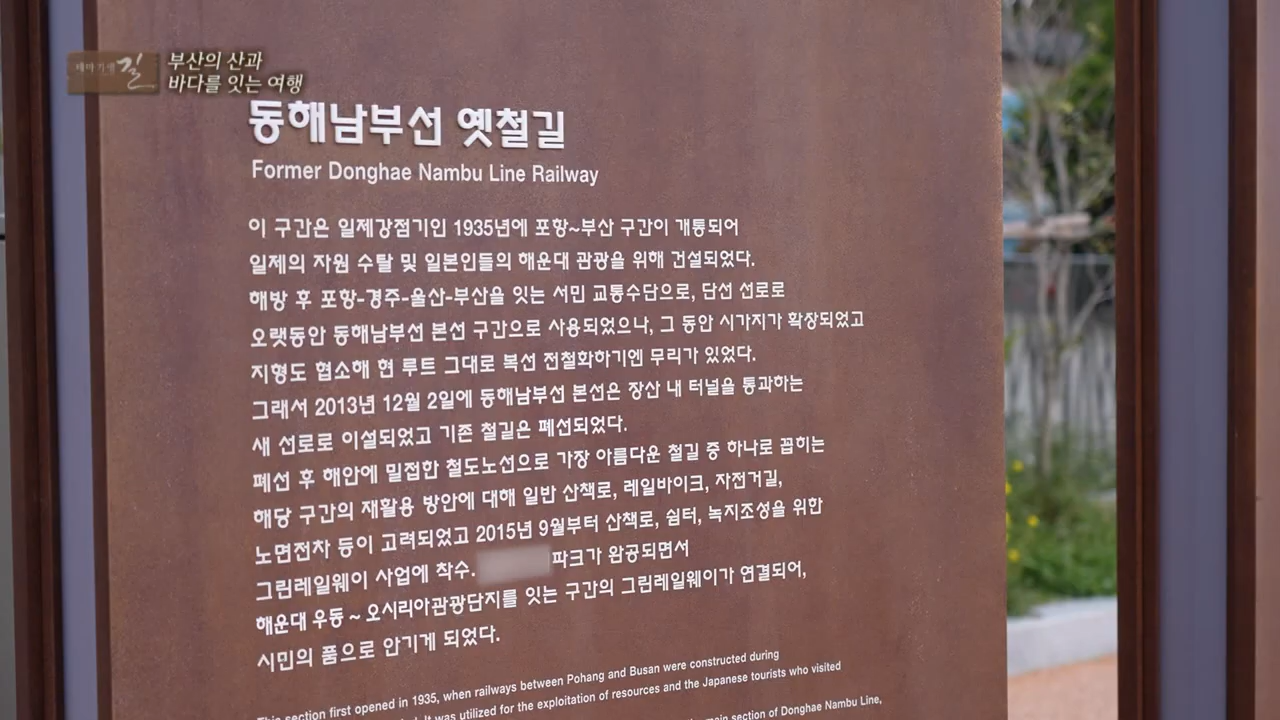 테마기행 길
부산의 산과
바다를 잇는 여행
동해남부선 옛철길
Former Donghae Nambu Line Railway
이 구간은 일제강점기인 1935년에 포항~부산 구간이 개통되어
일제의 자원 수탈 및 일본인들의 해운대 관광을 위해 건설되었다.
해방 후 포항-경주-울산-부산을 잇는 서민 교통수단으로, 단선 선로로
오랫동안 동해남부선 본선 구간으로 사용되었으나, 그 동안 시가지가 확장되었고
지형도 협소해 현 루트 그대로 복선 전철화하기엔 무리가 있었다.
그래서 2013년 12월 2일에 동해남부선 본선은 장산 내 터널을 통과하는
새 선로로 이설되었고 기존 철길은 폐선되었다.
폐선 후 해안에 밀접한 철도노선으로 가장 아름다운 철길 중 하나로 꼽히는
해당 구간의 재활용 방안에 대해 일반 산책로, 레일바이크, 자전거길,
노면전차 등이 고려되었고 2015년 9월부터 산책로, 쉼터, 녹지조성을 위한
그린레일웨이 사업에 착수. 파크가 완공되면서
해운대 우동 ~ 오시리아관광단지를 잇는 구간의 그린레일웨이가 연결되어,
시민의 품으로 안기게 되었다.
This section first opened in 1935, when railways between Pohang and Busan were constructed during
It was utilized for the exploitation of resources and the Japanese tourists who visited
main section of Donghae Nambu Line,